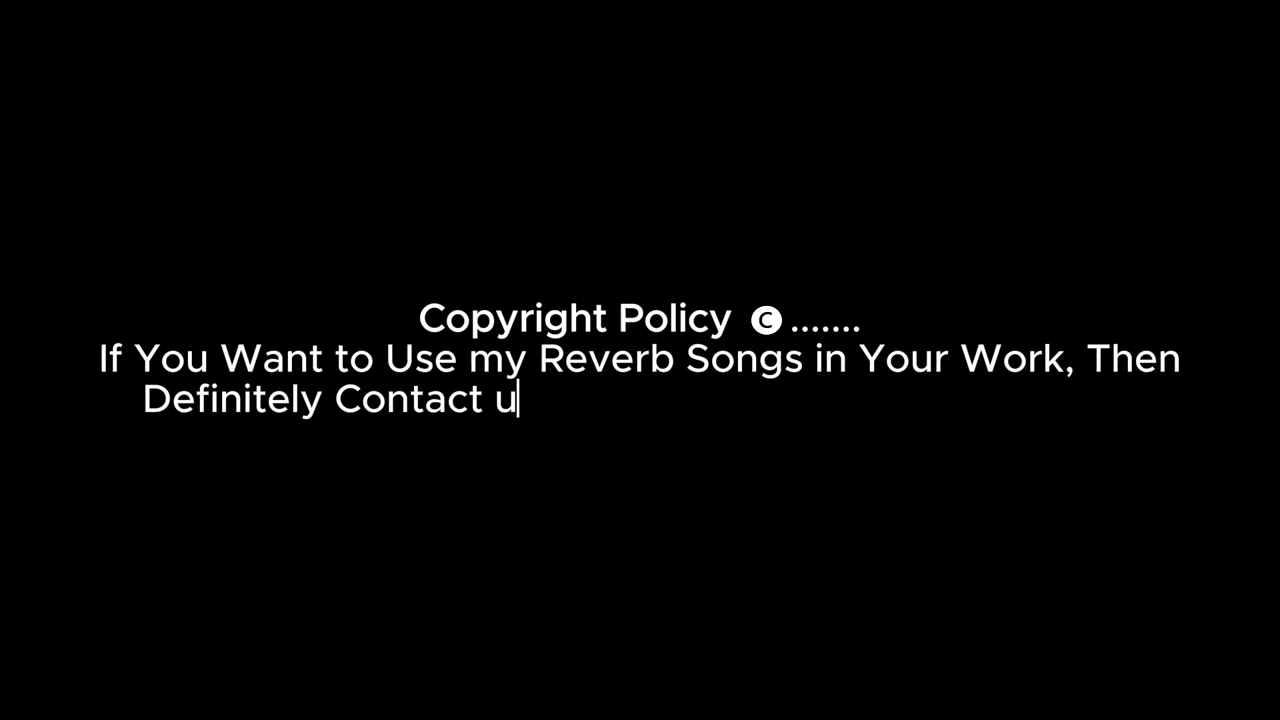 Copyright Policy 🅒.......
If You Want to Use my Reverb Songs in Your Work, Then
Definitely Contact u